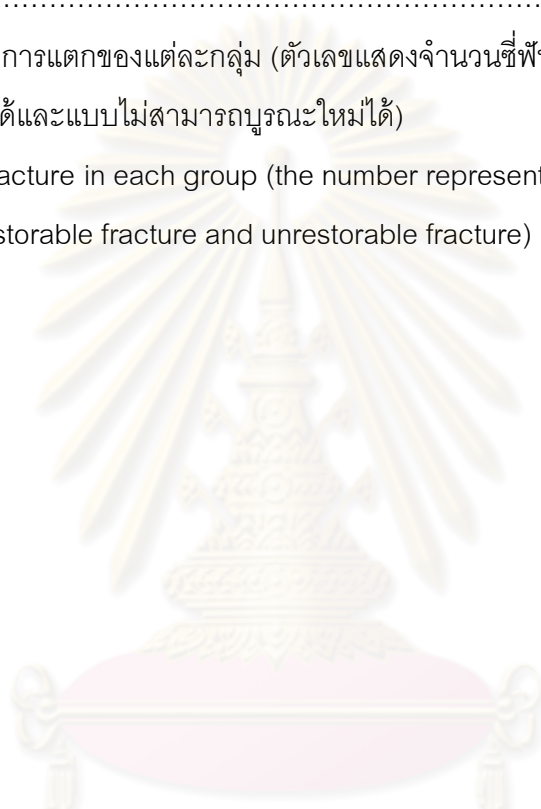 การแตกของแต่ละกลุ่ม (ตัวเลขแสดงจำนวนซี่ฟัน
ได้และแบบไม่สามารถบูรณะใหม่ได้)
acture in each group (the number represent
storable fracture and unrestorable fracture)